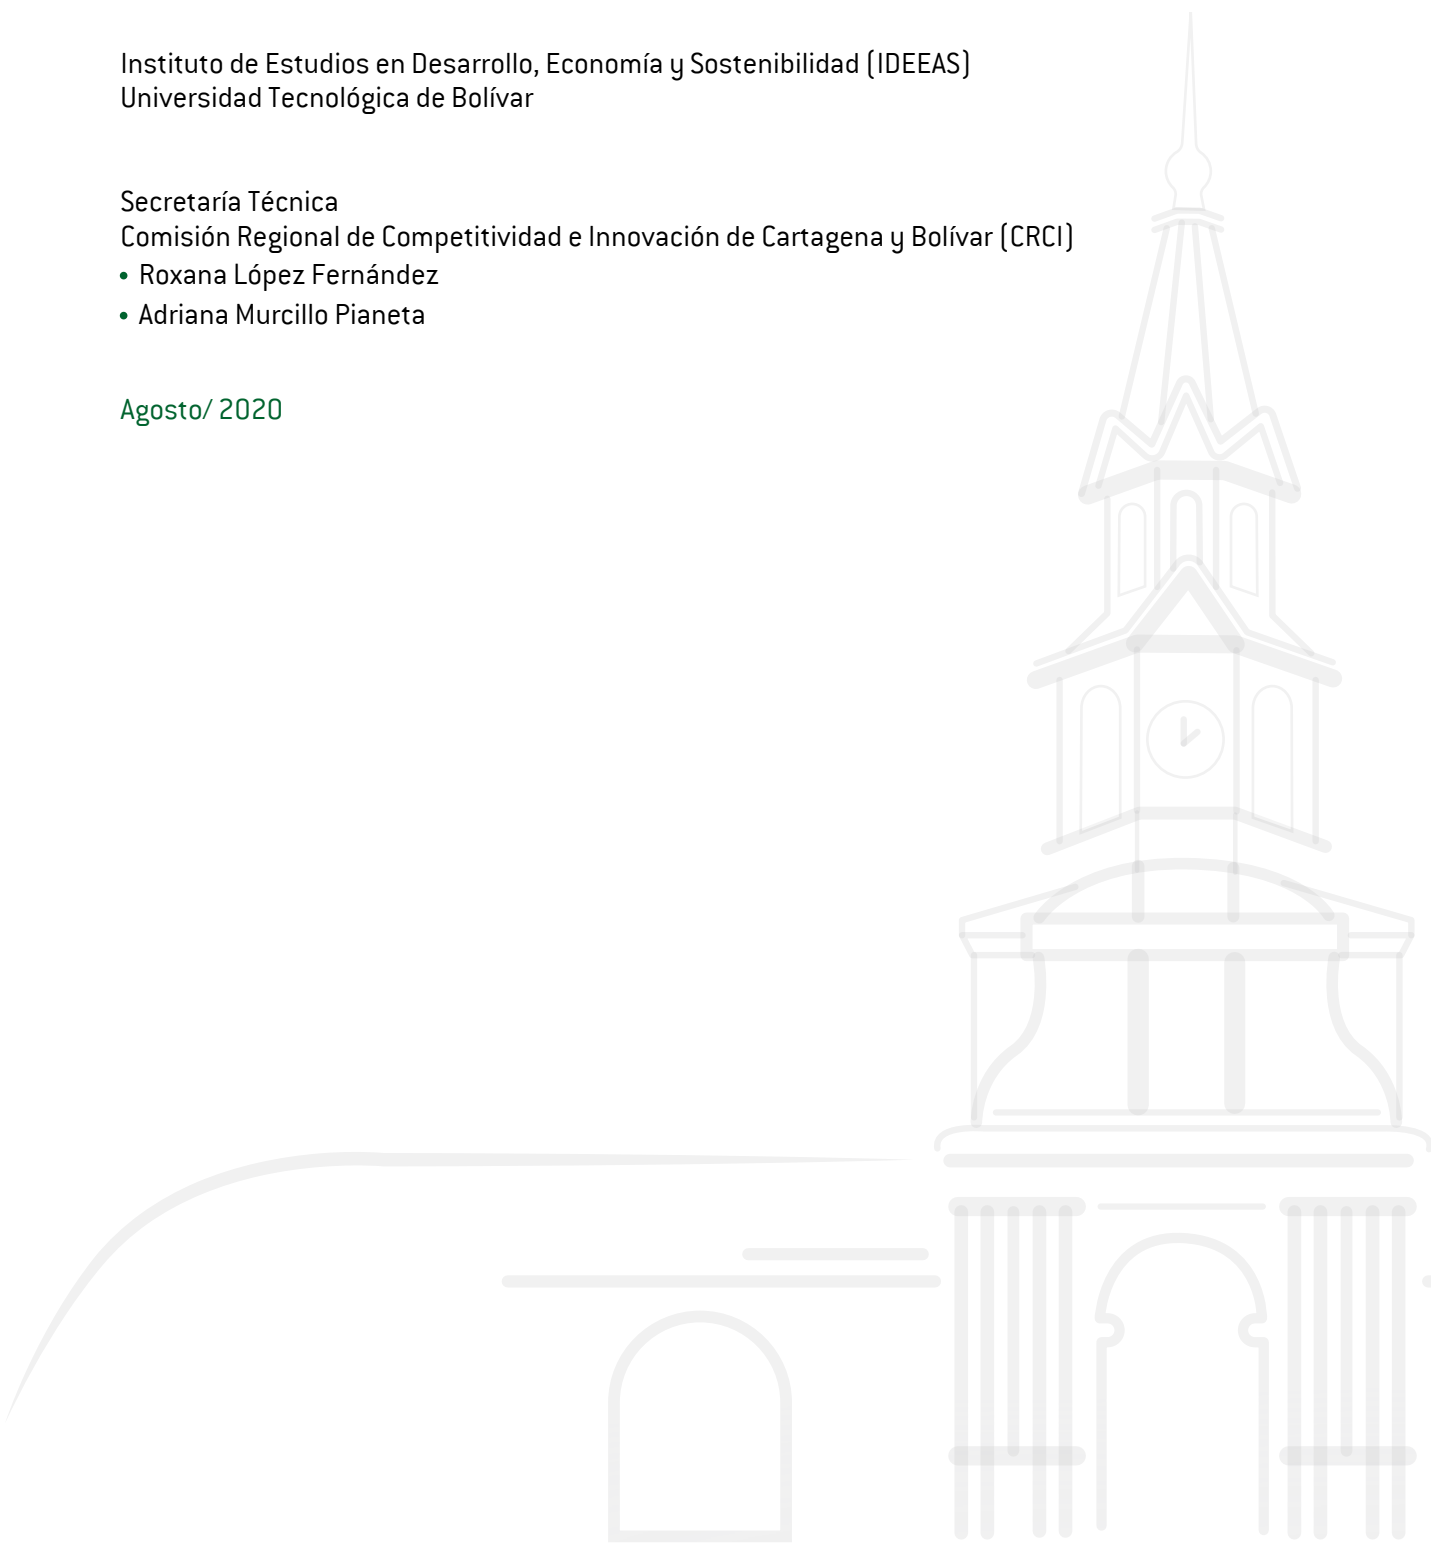 Instituto de Estudios en Desarrollo, Economía y Sostenibilidad (IDEEAS)
Universidad Tecnológica de Bolívar
Secretaría Técnica
Comisión Regional de Competitividad e Innovación de Cartagena y Bolívar (CRCI)
• Roxana López Fernández
• Adriana Murcillo Pianeta
Agosto/ 2020